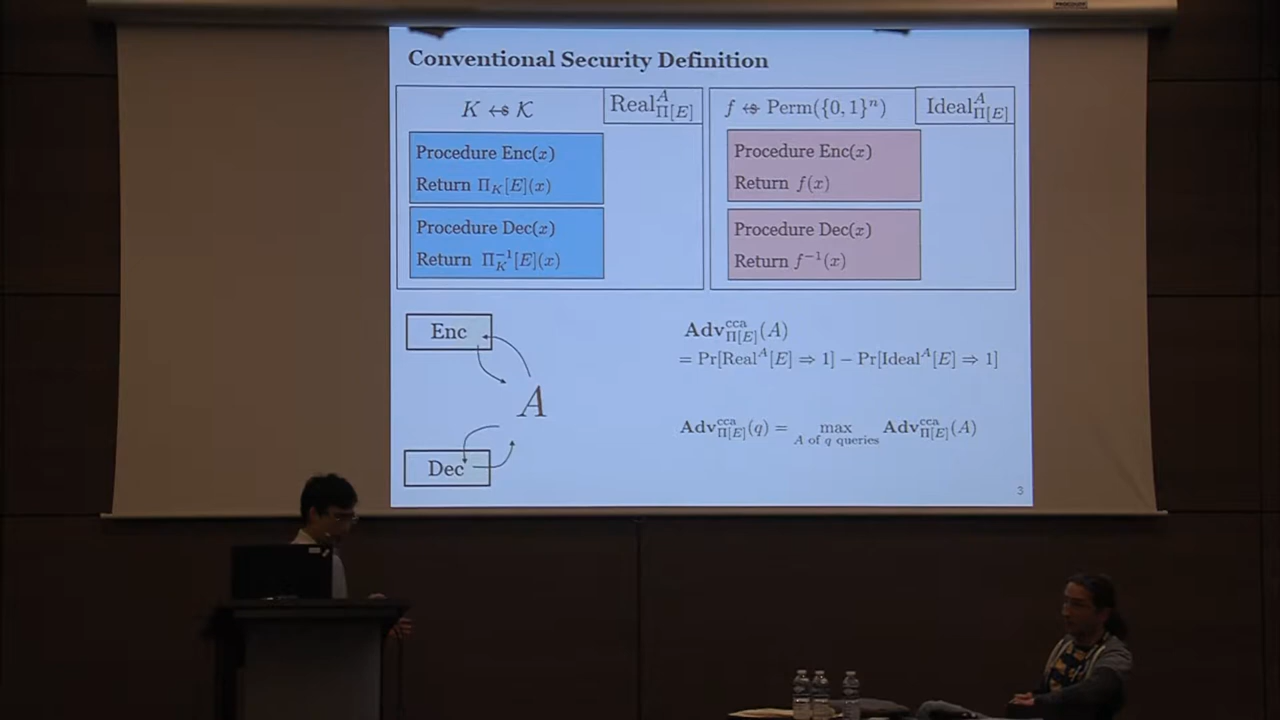 Conventional Security Definition
K ↞$ 𝒦
Real^A_{Π[E]}
Procedure Enc(x)
Return Π_K[E](x)
Procedure Dec(x)
Return Π_K^{-1}[E](x)
f ↞$ Perm({0, 1}^n)
Ideal^A_{Π[E]}
Procedure Enc(x)
Return f(x)
Procedure Dec(x)
Return f^{-1}(x)
Enc
A
Dec
Adv^{cca}_{Π[E]}(A)
= Pr[Real^A[E] ⇒ 1] − Pr[Ideal^A[E] ⇒ 1]
Adv^{cca}_{Π[E]}(q) = max Adv^{cca}_{Π[E]}(A)
A of q queries
3